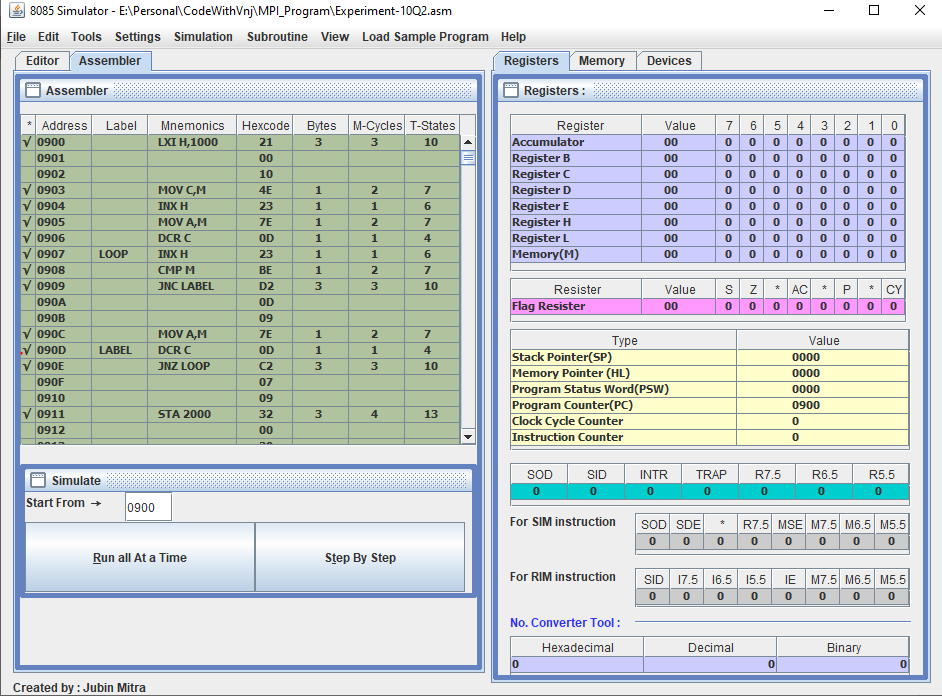 8085 Simulator - E:\Personal\CodeWithVnj\MPI_Program\Experiment-10Q2.asm
File Edit Tools Settings Simulation Subroutine View Load Sample Program Help
Editor Assembler
Assembler
* Address Label Mnemonics Hexcode Bytes M-Cycles T-States
√ 0900 LXI H,1000 21 3 3 10
0901 00
0902 10
√ 0903 MOV C,M 4E 1 2 7
√ 0904 INX H 23 1 1 6
√ 0905 MOV A,M 7E 1 2 7
√ 0906 DCR C 0D 1 1 4
√ 0907 LOOP INX H 23 1 1 6
√ 0908 CMP M BE 1 2 7
√ 0909 JNC LABEL D2 3 3 10
090A 0D
090B 09
√ 090C MOV A,M 7E 1 2 7
√ 090D LABEL DCR C 0D 1 1 4
√ 090E JNZ LOOP C2 3 3 10
090F 07
0910 09
√ 0911 STA 2000 32 3 4 13
0912 00
Simulate
Start From → 0900
Run all At a Time Step By Step
Created by : Jubin Mitra
Registers Memory Devices
Registers :
Register Value 7 6 5 4 3 2 1 0
Accumulator 00 0 0 0 0 0 0 0 0
Register B 00 0 0 0 0 0 0 0 0
Register C 00 0 0 0 0 0 0 0 0
Register D 00 0 0 0 0 0 0 0 0
Register E 00 0 0 0 0 0 0 0 0
Register H 00 0 0 0 0 0 0 0 0
Register L 00 0 0 0 0 0 0 0 0
Memory(M) 00 0 0 0 0 0 0 0 0
Register Value S Z * AC * P * CY
Flag Resister 00 0 0 0 0 0 0 0 0
Type Value
Stack Pointer(SP) 0000
Memory Pointer (HL) 0000
Program Status Word(PSW) 0000
Program Counter(PC) 0900
Clock Cycle Counter 0
Instruction Counter 0
SOD SID INTR TRAP R7.5 R6.5 R5.5
0 0 0 0 0 0 0
For SIM instruction SOD SDE * R7.5 MSE M7.5 M6.5 M5.5
0 0 0 0 0 0 0 0
For RIM instruction SID I7.5 I6.5 I5.5 IE M7.5 M6.5 M5.5
0 0 0 0 0 0 0 0
No. Converter Tool :
Hexadecimal Decimal Binary
0 0 0